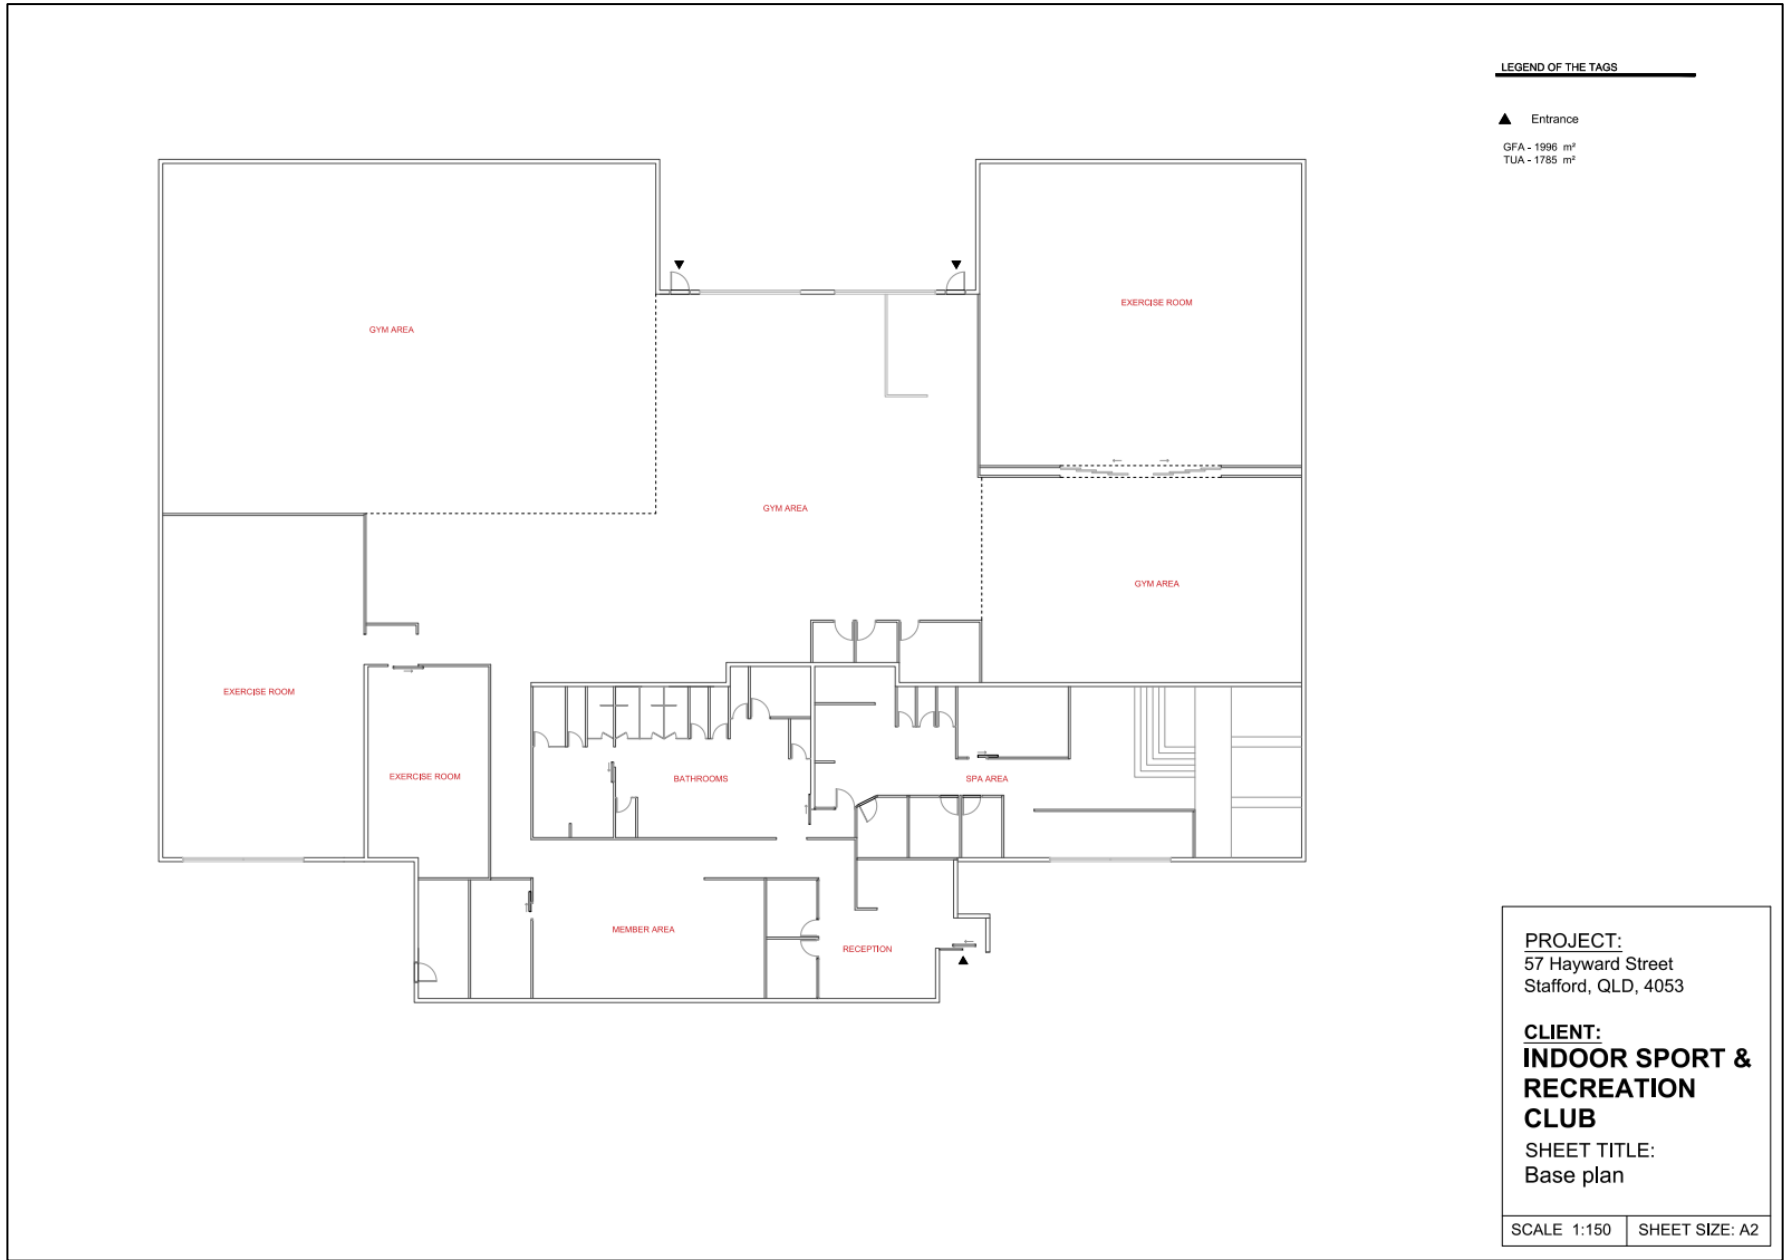 LEGEND OF THE TAGS
Entrance
GFA - 1996 m²
TUA - 1785 m²
EXERCISE ROOM
GYM AREA
GYM AREA
GYM AREA
EXERCISE ROOM
EXERCISE ROOM
BATHROOMS
SPA AREA
MEMBER AREA
RECEPTION
PROJECT:
57 Hayward Street
Stafford, QLD, 4053
CLIENT:
INDOOR SPORT &
RECREATION
CLUB
SHEET TITLE:
Base plan
SCALE 1:150
SHEET SIZE: A2